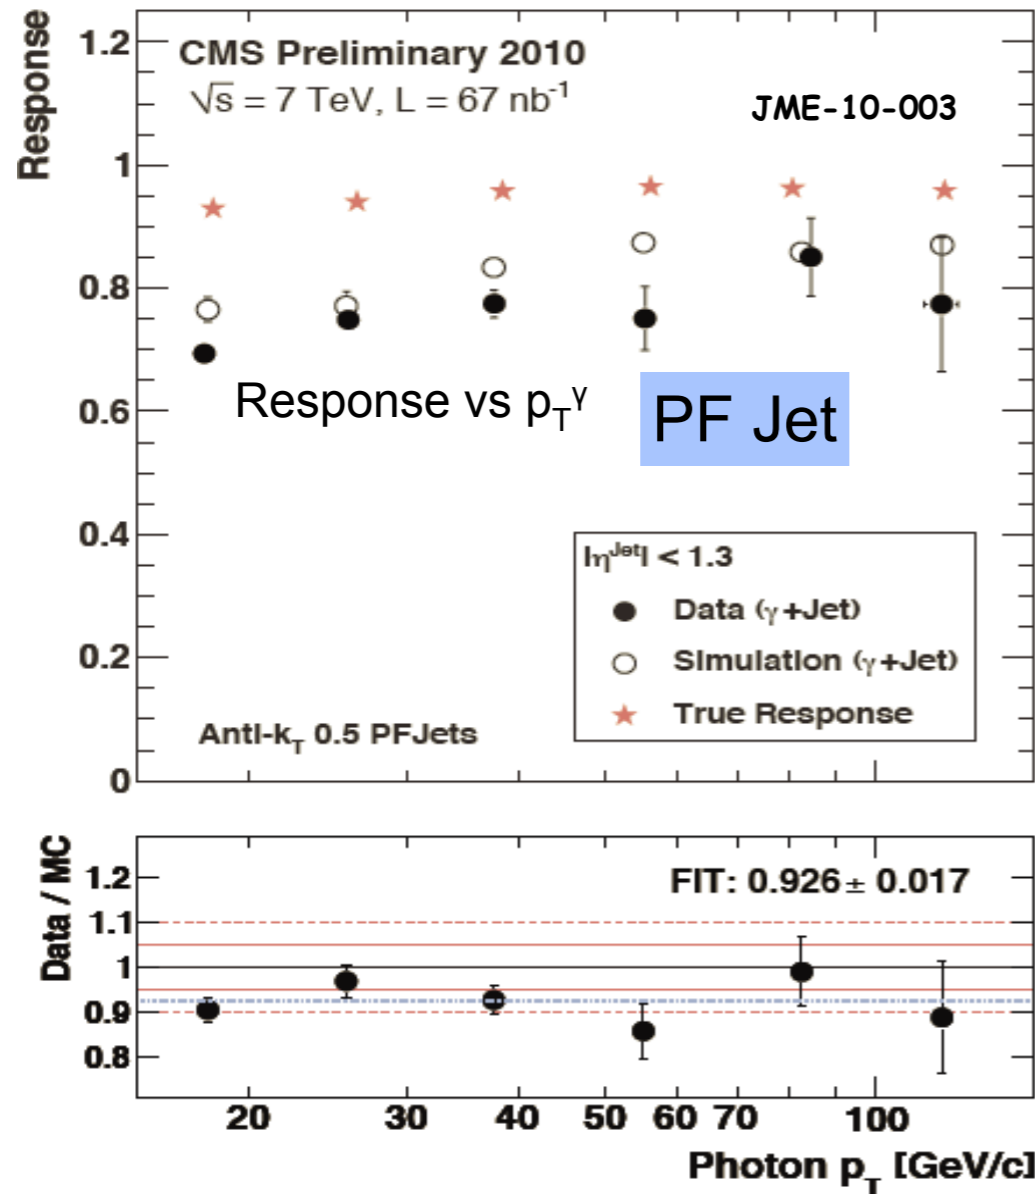 Response
1.2
1
0.8
0.6
0.4
0.2
0
CMS Preliminary 2010
√s = 7 TeV, L = 67 nb⁻¹
JME-10-003
Response vs p_T^γ
PF Jet
|η^Jet| < 1.3
Data (γ+Jet)
Simulation (γ+Jet)
True Response
Anti-k_T 0.5 PFJets
Data / MC
1.2
1.1
1
0.9
0.8
FIT: 0.926 ± 0.017
20 30 40 50 60 70 100
Photon p_T [GeV/c]